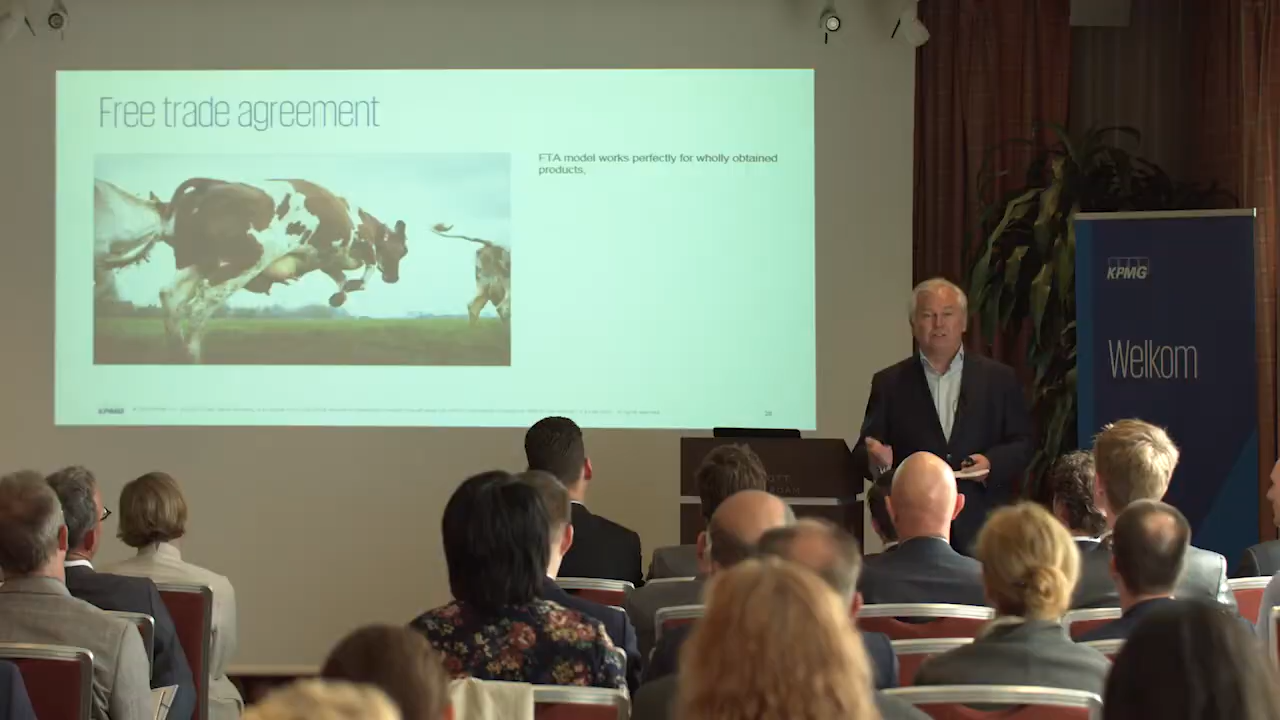 Free trade agreement
FTA model works perfectly for wholly obtained
products,
KPMG
KPMG
Welkom